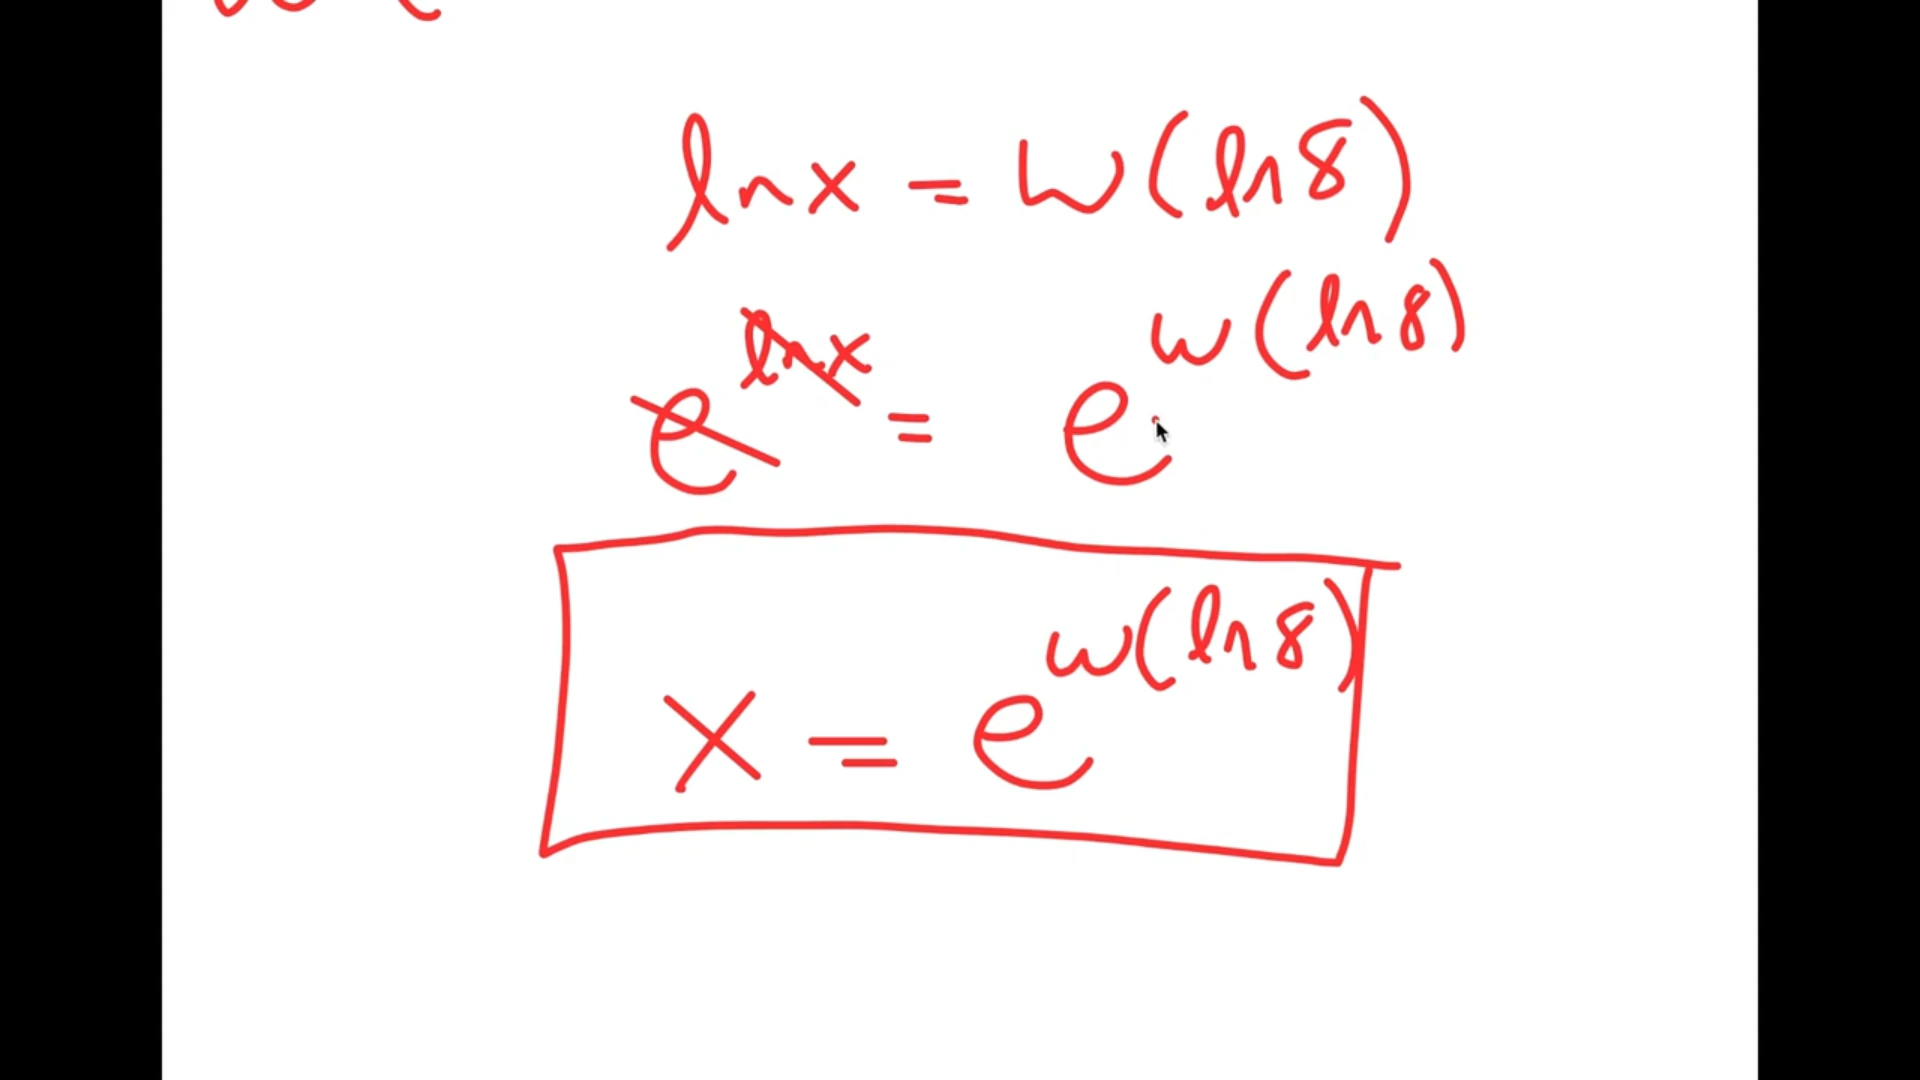 ln x = W(ln 8)
e^{ln x} = e^{W(ln 8)}
x = e^{W(ln 8)}